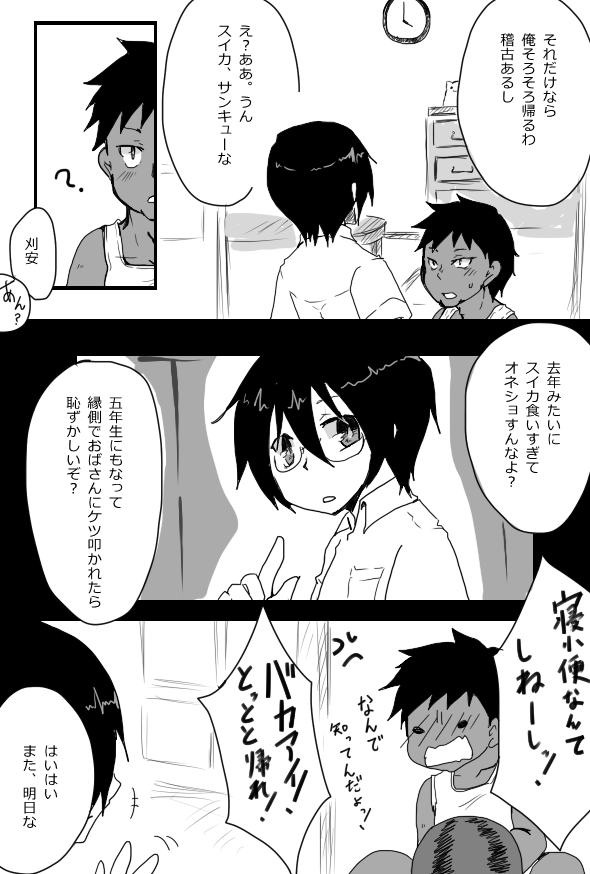 それだけなら
俺そろそろ帰るわ
稽古あるし
え？ああ。うん
スイカ、サンキューな
刈安
あん？
去年みたいに
スイカ食いすぎて
オネショすんなよ？
五年生にもなって
縁側でおばさんにケツ叩かれたら
恥ずかしいぞ？
寝小便なんて
しねーしッ！
なんで
知ってんだよッ！
バカアイ！
とっとと帰れ！
はいはい
また、明日な